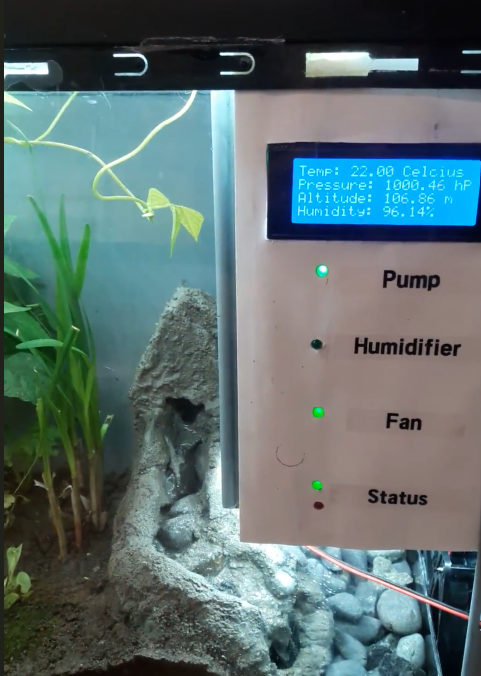 Temp: 22.00 Celcius
Pressure: 1000.46 hP
Altitude: 106.86 m
Humidity: 96.14%
Pump
Humidifier
Fan
Status